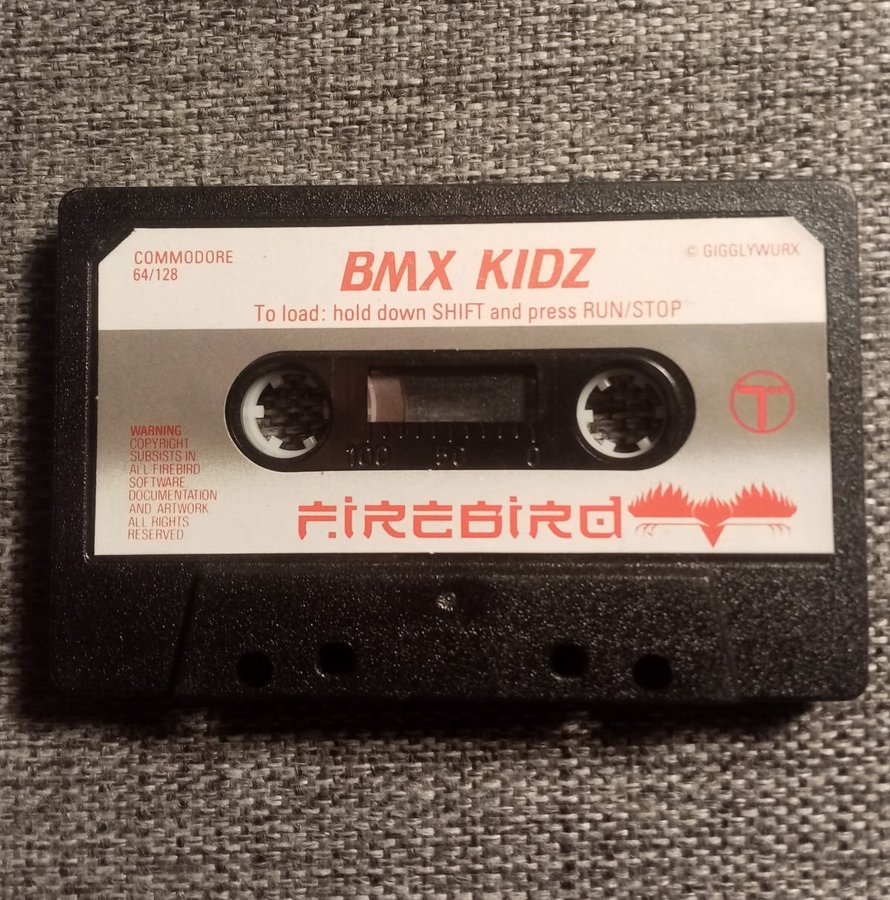 COMMODORE
64/128
BMX KIDZ
© GIGGLYWURX
To load: hold down SHIFT and press RUN/STOP
T
100 50 0
WARNING
COPYRIGHT
SUBSISTS IN
ALL FIREBIRD
SOFTWARE,
DOCUMENTATION
AND ARTWORK
ALL RIGHTS
RESERVED
FIREBIRD